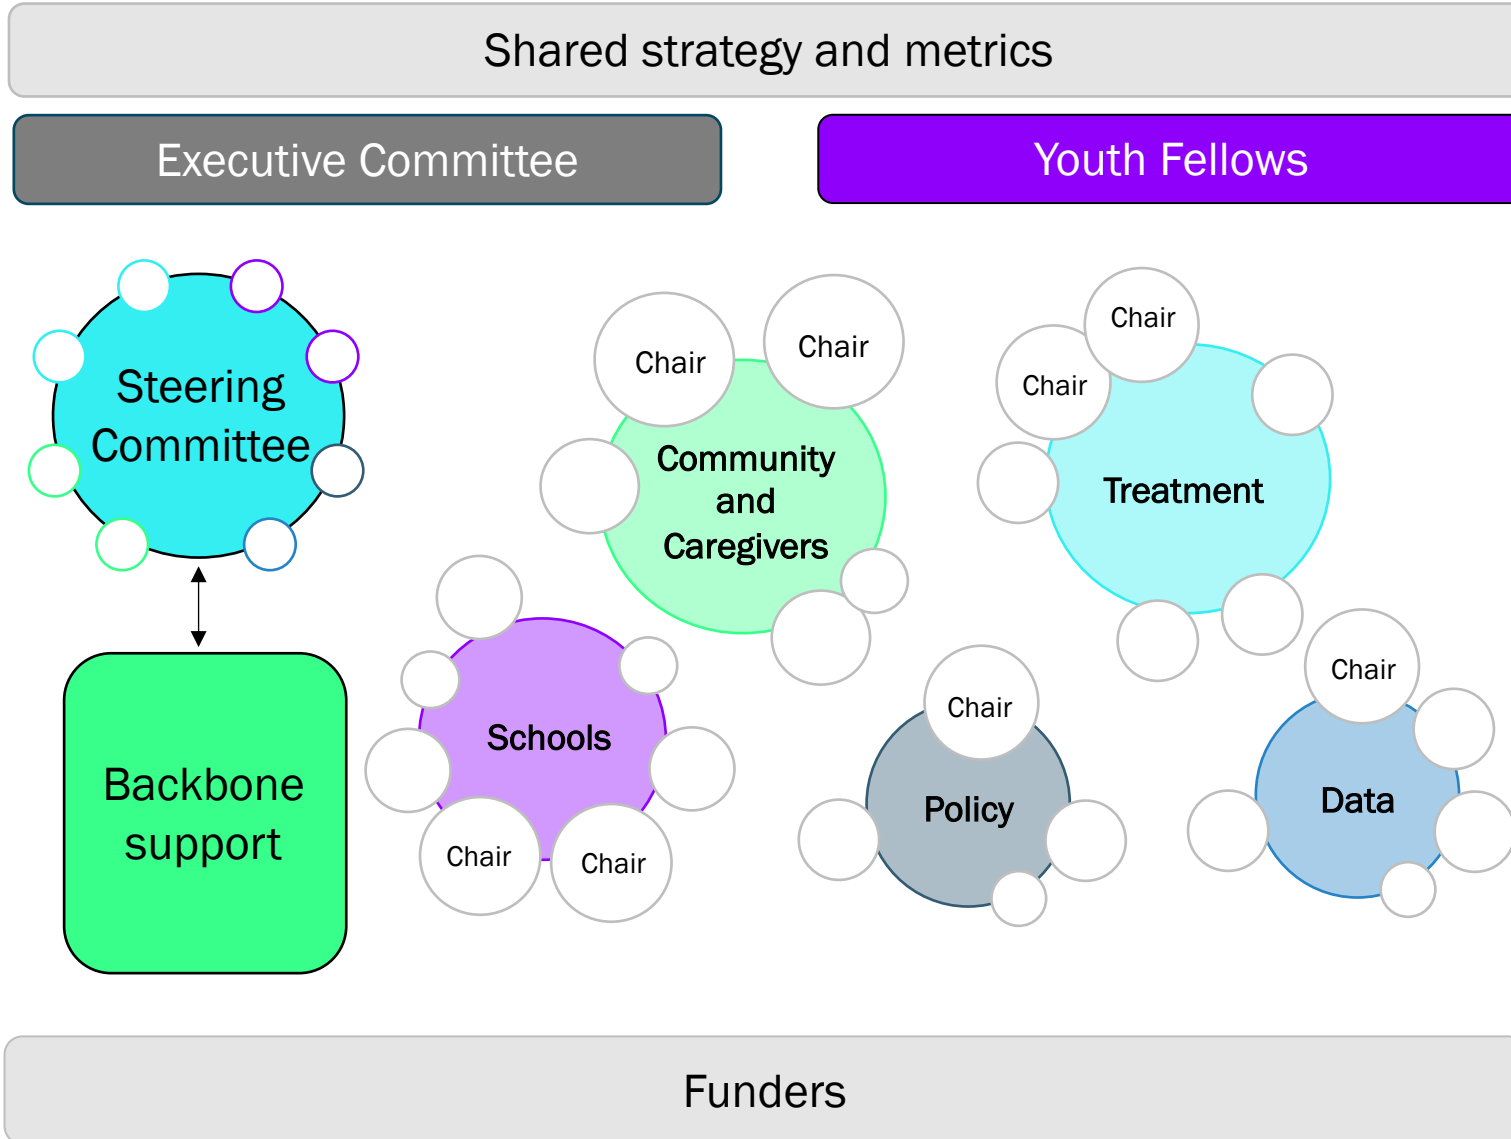 Shared strategy and metrics
Executive Committee
Youth Fellows
Steering
Committee
Chair
Chair
Community
and
Caregivers
Chair
Chair
Treatment
Backbone
support
Schools
Chair
Chair
Chair
Policy
Chair
Data
Funders